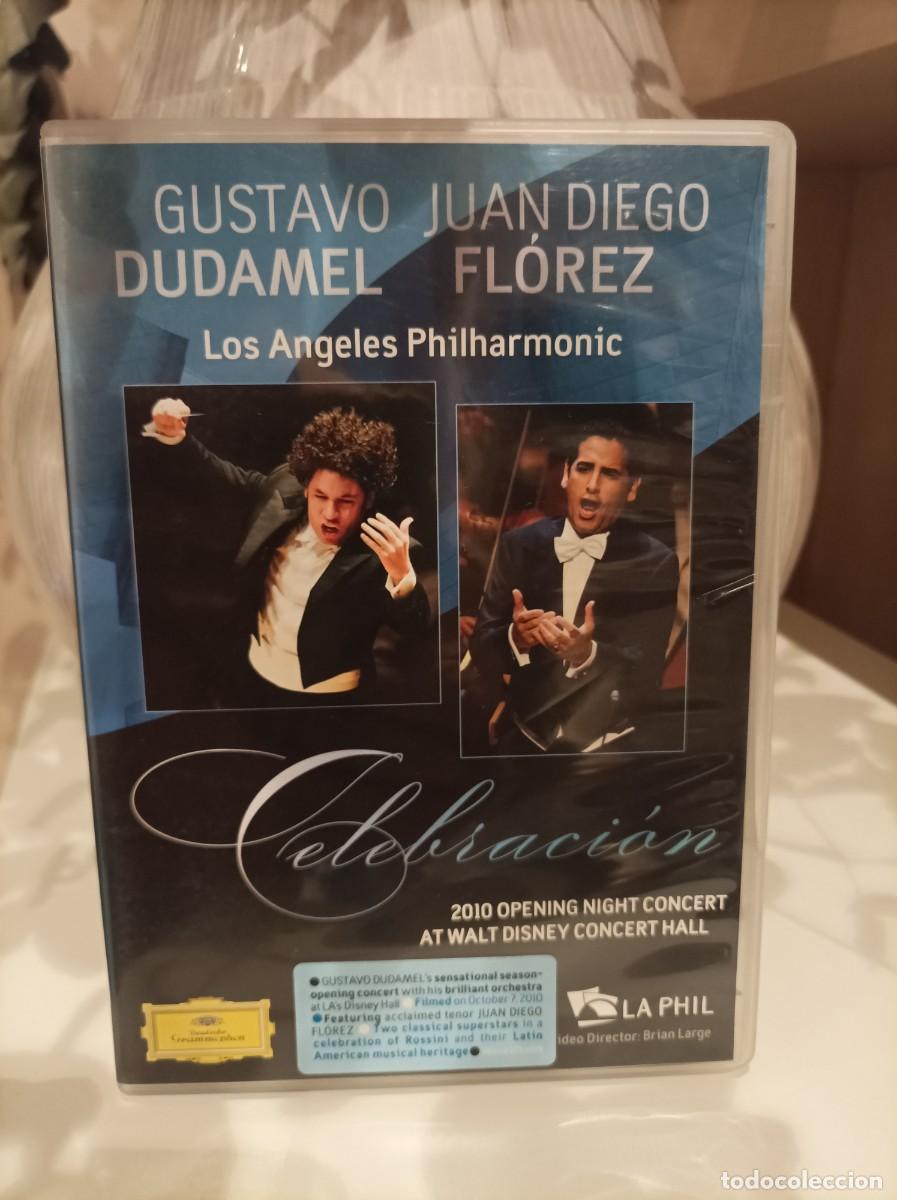 GUSTAVO JUAN DIEGO
DUDAMEL FLÓREZ
Los Angeles Philharmonic
Celebración
2010 OPENING NIGHT CONCERT
AT WALT DISNEY CONCERT HALL
GUSTAVO DUDAMEL's sensational season-
opening concert with his brilliant orchestra
at LA's Disney Hall Filmed on October 7, 2010
Featuring acclaimed tenor JUAN DIEGO
FLÓREZ Two classical superstars in a
celebration of Rossini and their Latin
American musical heritage
Deutsche
Grammophon
LA PHIL
ideo Director: Brian Large
todocoleccion